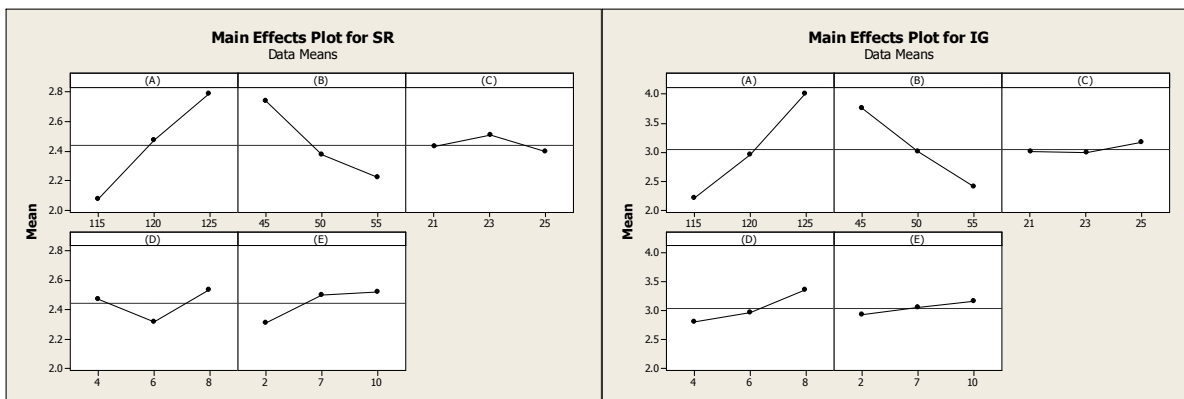 Main Effects Plot for SR
Data Means
(A) (B) (C)
2.8
2.6
2.4
2.2
2.0
115 120 125 45 50 55 21 23 25
Mean
(D) (E)
2.8
2.6
2.4
2.2
2.0
4 6 8 2 7 10
Main Effects Plot for IG
Data Means
(A) (B) (C)
4.0
3.5
3.0
2.5
2.0
115 120 125 45 50 55 21 23 25
Mean
(D) (E)
4.0
3.5
3.0
2.5
2.0
4 6 8 2 7 10